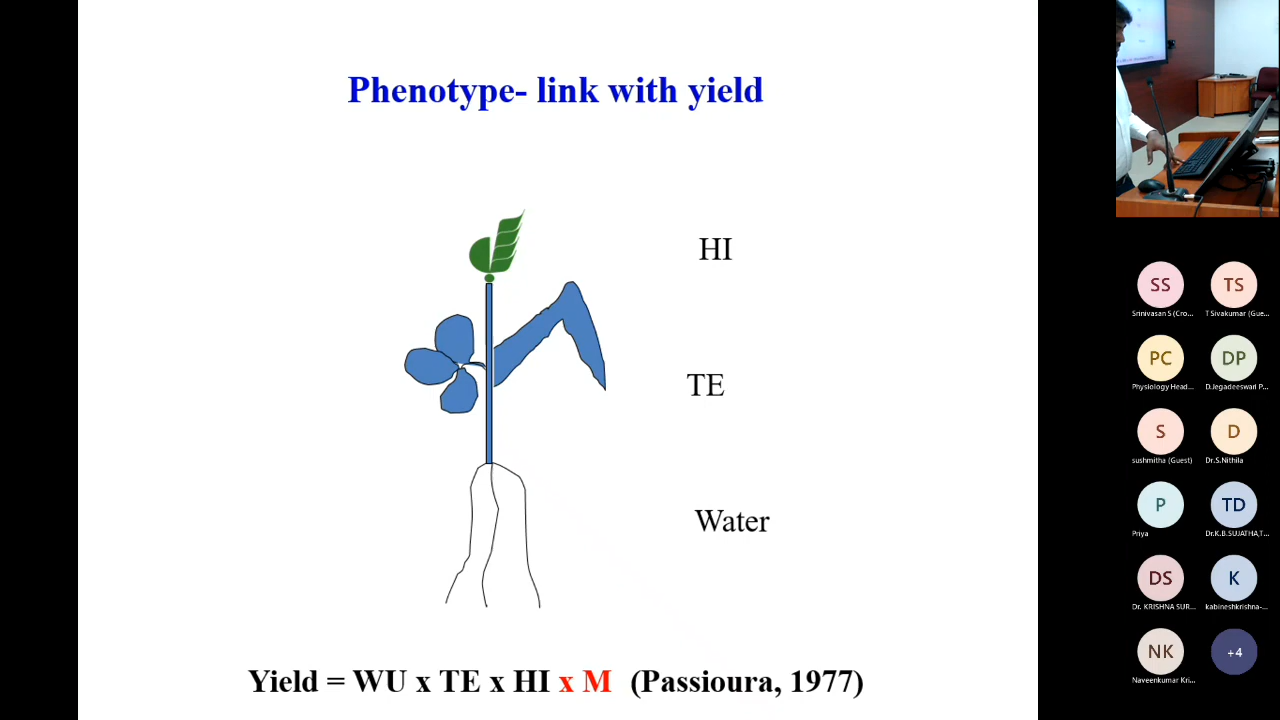 Phenotype- link with yield
HI
TE
Water
Yield = WU x TE x HI x M (Passioura, 1977)
SS
TS
Srinivasan S (Cro...
T Sivakumar (Gue...
PC
DP
Physiology Head...
D.Jegadeeswari P...
S
D
sushmitha (Guest)
Dr.S.Nithila
P
TD
Priya
Dr.K.B.SUJATHA,T...
DS
K
Dr. KRISHNA SUR...
kabineshkrishna-...
NK
+4
Naveenkumar Kri...